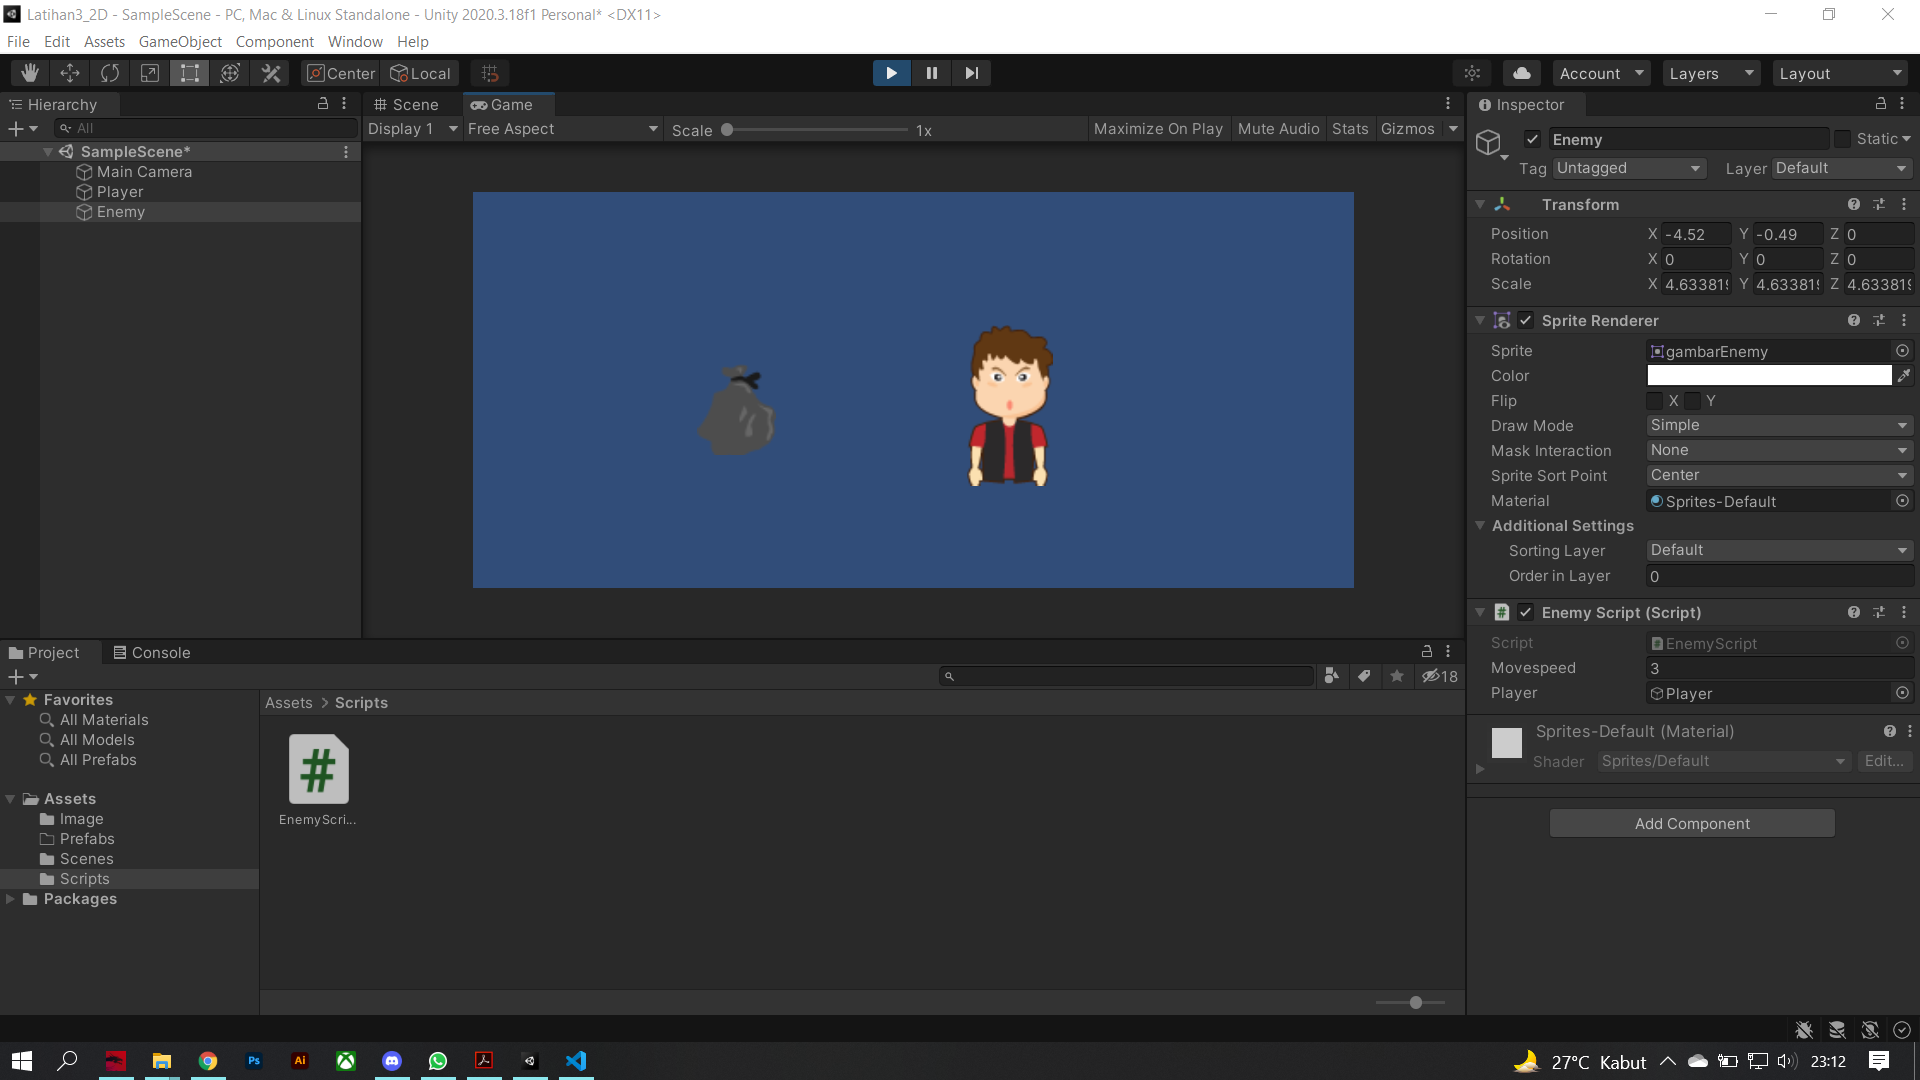 Latihan3_2D - SampleScene - PC, Mac & Linux Standalone - Unity 2020.3.18f1 Personal* <DX11>
File Edit Assets GameObject Component Window Help
Center Local Account Layers Layout
Hierarchy
All
SampleScene*
Main Camera
Player
Enemy
Scene Game
Display 1 Free Aspect Scale 1x Maximize On Play Mute Audio Stats Gizmos
Inspector
Enemy Static
Tag Untagged Layer Default
Transform
Position X -4.52 Y -0.49 Z 0
Rotation X 0 Y 0 Z 0
Scale X 4.633819 Y 4.633819 Z 4.633819
Sprite Renderer
Sprite gambarEnemy
Color
Flip X Y
Draw Mode Simple
Mask Interaction None
Sprite Sort Point Center
Material Sprites-Default
Additional Settings
Sorting Layer Default
Order in Layer 0
Enemy Script (Script)
Script EnemyScript
Movespeed 3
Player Player
Sprites-Default (Material)
Shader Sprites/Default Edit...
Add Component
Project Console
18
Favorites
All Materials
All Models
All Prefabs
Assets
Image
Prefabs
Scenes
Scripts
Packages
Assets > Scripts
EnemyScri...
Ps Ai
27°C Kabut 23:12